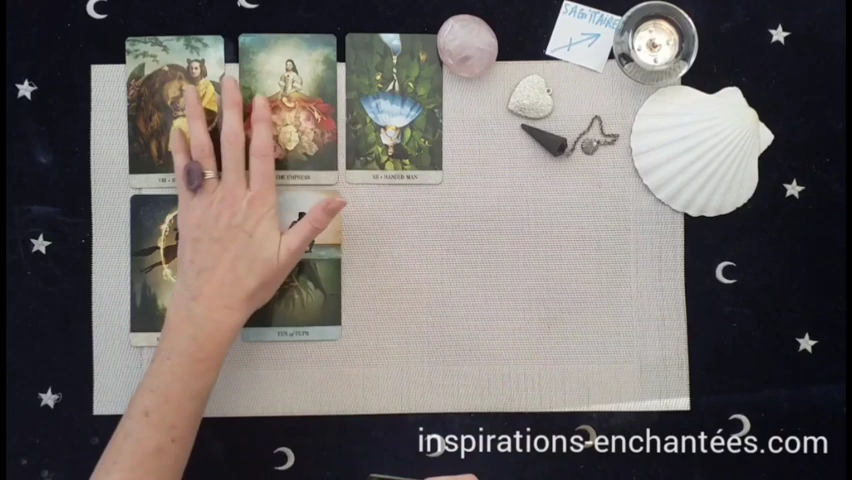 SAGITTAIRE
THE EMPRESS
XII • HANGED MAN
TEN of CUPS
inspirations-enchantées.com